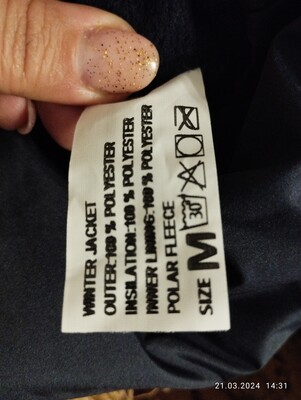 WINTER JACKET
OUTER:100 % POLYESTER
INSILATION:100 % POLYESTER
INNER LINING:100 % POLYESTER
POLAR FLEECE
30
SIZE M
21.03.2024 14:31